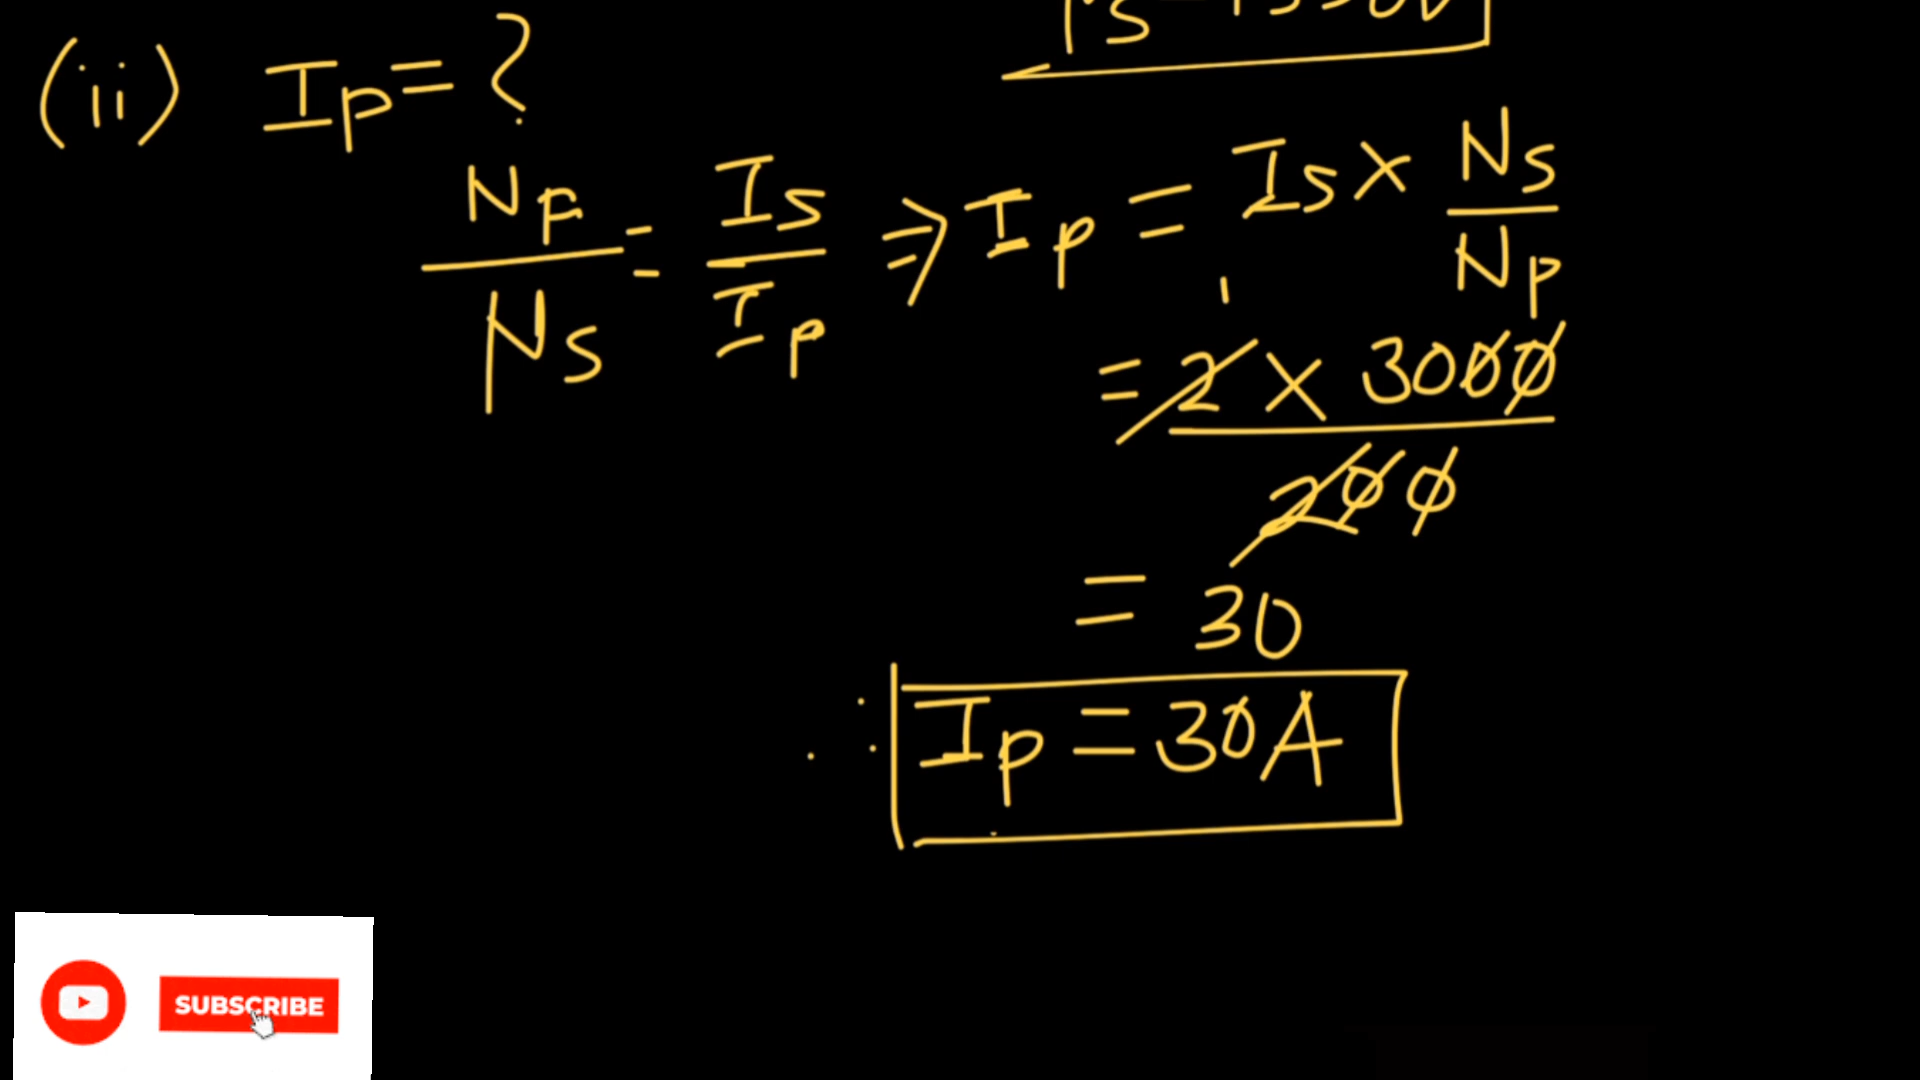 (ii) Ip = ?
Np/Ns = Is/Ip ⇒ Ip = Is × Ns/Np
= 2 × 3000/200
= 30
∴ Ip = 30A
SUBSCRIBE